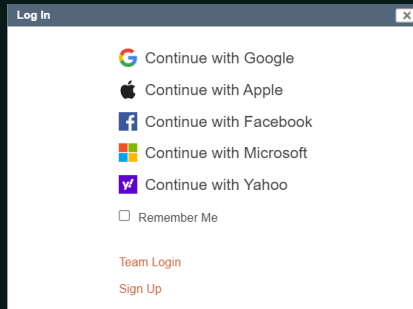 Log In
Continue with Google
Continue with Apple
Continue with Facebook
Continue with Microsoft
Continue with Yahoo
Remember Me
Team Login
Sign Up